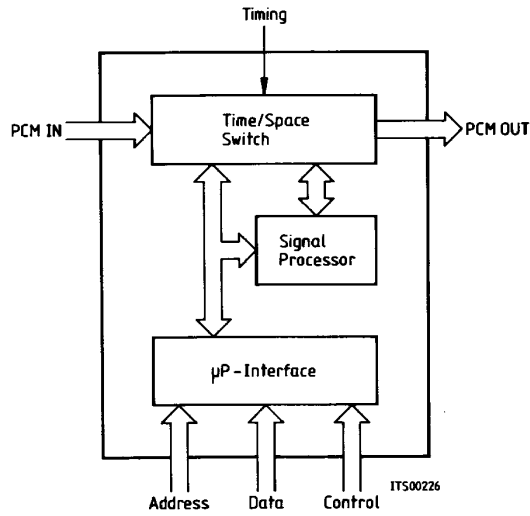 Timing
PCM IN
Time/Space
Switch
PCM OUT
Signal
Processor
µP-Interface
ITS00226
Address
Data
Control